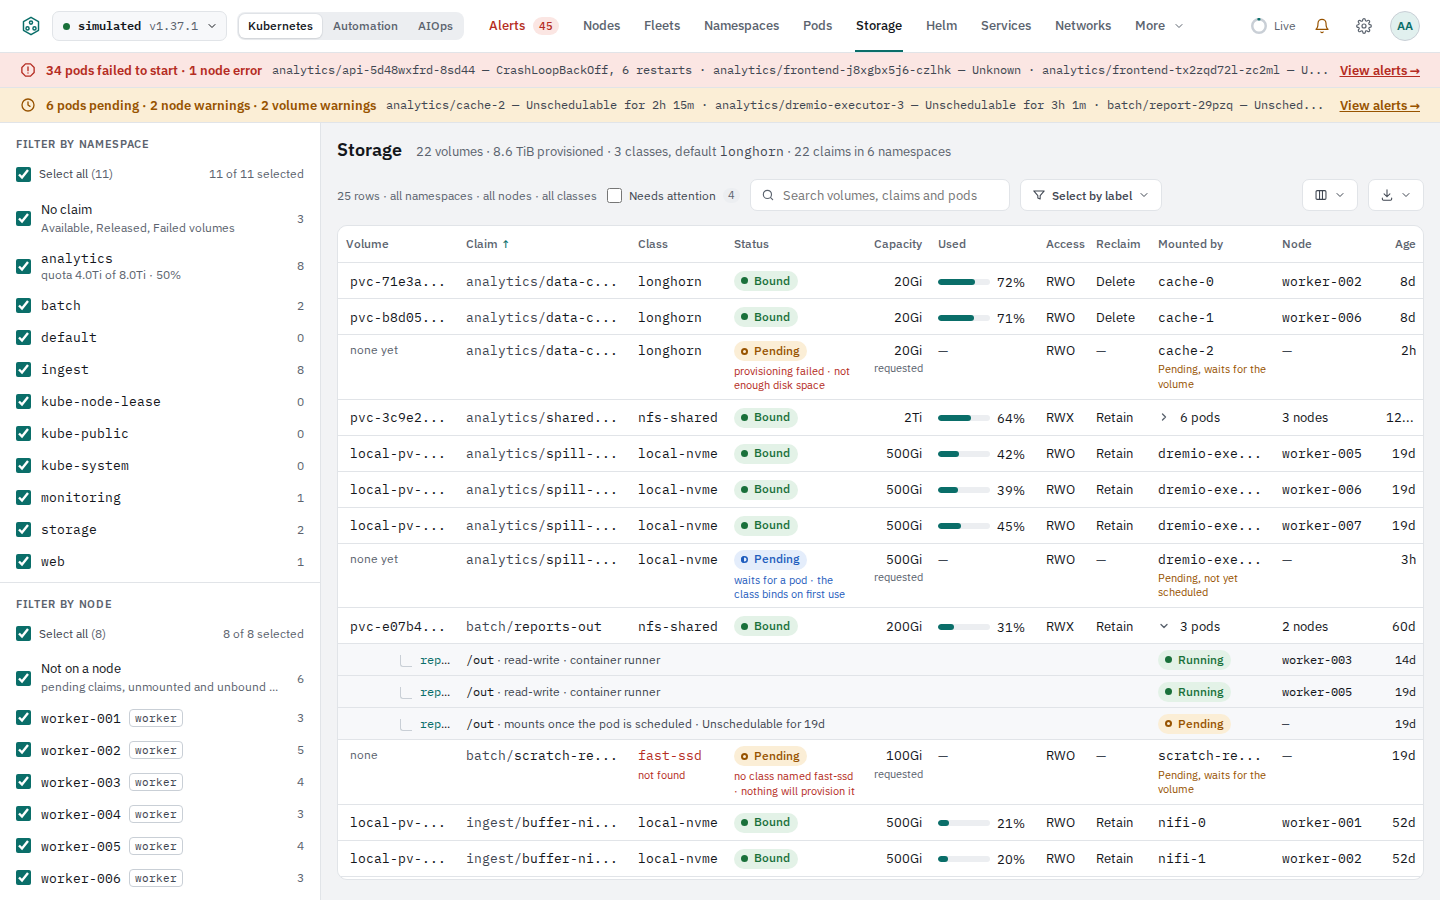 simulated v1.37.1
Kubernetes Automation AIOps
Alerts 45 Nodes Fleets Namespaces Pods Storage Helm Services Networks More
Live
AA
34 pods failed to start · 1 node error analytics/api-5d48wxfrd-8sd44 — CrashLoopBackOff, 6 restarts · analytics/frontend-j8xgbx5j6-czlhk — Unknown · analytics/frontend-tx2zqd72l-zc2ml — U... View alerts →
6 pods pending · 2 node warnings · 2 volume warnings analytics/cache-2 — Unschedulable for 2h 15m · analytics/dremio-executor-3 — Unschedulable for 3h 1m · batch/report-29pzq — Unsched... View alerts →
FILTER BY NAMESPACE
Select all (11) 11 of 11 selected
No claim 3
Available, Released, Failed volumes
analytics 8
quota 4.0Ti of 8.0Ti · 50%
batch 2
default 0
ingest 8
kube-node-lease 0
kube-public 0
kube-system 0
monitoring 1
storage 2
web 1
FILTER BY NODE
Select all (8) 8 of 8 selected
Not on a node 6
pending claims, unmounted and unbound ...
worker-001 worker 3
worker-002 worker 5
worker-003 worker 4
worker-004 worker 3
worker-005 worker 4
worker-006 worker 3
Storage 22 volumes · 8.6 TiB provisioned · 3 classes, default longhorn · 22 claims in 6 namespaces
25 rows · all namespaces · all nodes · all classes Needs attention 4 Search volumes, claims and pods Select by label
Volume Claim ↑ Class Status Capacity Used Access Reclaim Mounted by Node Age
pvc-71e3a... analytics/data-c... longhorn Bound 20Gi 72% RWO Delete cache-0 worker-002 8d
pvc-b8d05... analytics/data-c... longhorn Bound 20Gi 71% RWO Delete cache-1 worker-006 8d
none yet analytics/data-c... longhorn Pending 20Gi — RWO — cache-2 — 2h
provisioning failed · not enough disk space requested Pending, waits for the volume
pvc-3c9e2... analytics/shared... nfs-shared Bound 2Ti 64% RWX Retain 6 pods 3 nodes 12...
local-pv-... analytics/spill-... local-nvme Bound 500Gi 42% RWO Retain dremio-exe... worker-005 19d
local-pv-... analytics/spill-... local-nvme Bound 500Gi 39% RWO Retain dremio-exe... worker-006 19d
local-pv-... analytics/spill-... local-nvme Bound 500Gi 45% RWO Retain dremio-exe... worker-007 19d
none yet analytics/spill-... local-nvme Pending 500Gi — RWO — dremio-exe... — 3h
waits for a pod · the class binds on first use requested Pending, not yet scheduled
pvc-e07b4... batch/reports-out nfs-shared Bound 200Gi 31% RWX Retain 3 pods 2 nodes 60d
rep... /out · read-write · container runner Running worker-003 14d
rep... /out · read-write · container runner Running worker-005 19d
rep... /out · mounts once the pod is scheduled · Unschedulable for 19d Pending — 19d
none batch/scratch-re... fast-ssd Pending 100Gi — RWO — scratch-re... — 19d
not found no class named fast-ssd · nothing will provision it requested Pending, waits for the volume
local-pv-... ingest/buffer-ni... local-nvme Bound 500Gi 21% RWO Retain nifi-0 worker-001 52d
local-pv-... ingest/buffer-ni... local-nvme Bound 500Gi 20% RWO Retain nifi-1 worker-002 52d